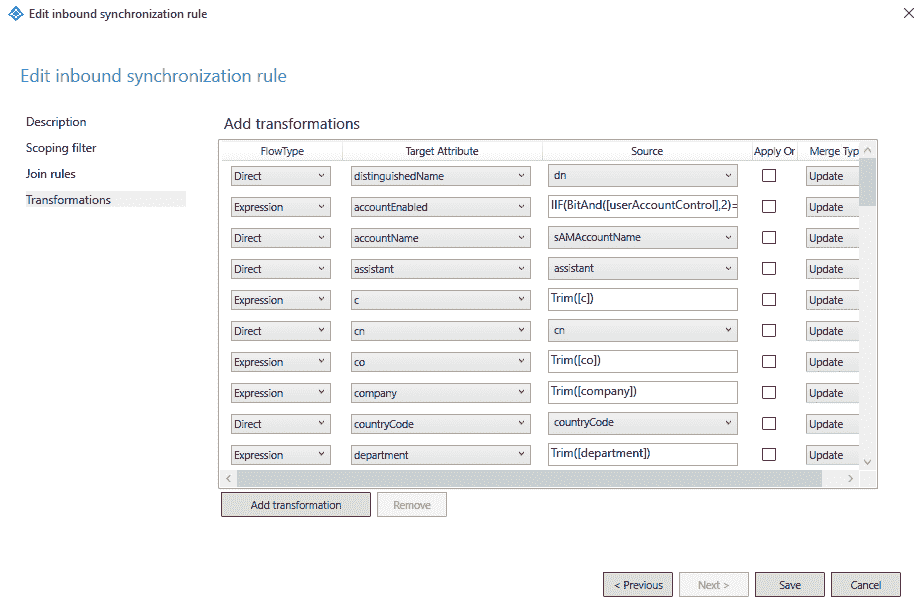 Edit inbound synchronization rule
Edit inbound synchronization rule
Description
Scoping filter
Join rules
Transformations
Add transformations
FlowType Target Attribute Source Apply Or Merge Typ
Direct distinguishedName dn Update
Expression accountEnabled IIF(BitAnd([userAccountControl],2)= Update
Direct accountName sAMAccountName Update
Direct assistant assistant Update
Expression c Trim([c]) Update
Direct cn cn Update
Expression co Trim([co]) Update
Expression company Trim([company]) Update
Direct countryCode countryCode Update
Expression department Trim([department]) Update
Add transformation Remove
< Previous Next > Save Cancel